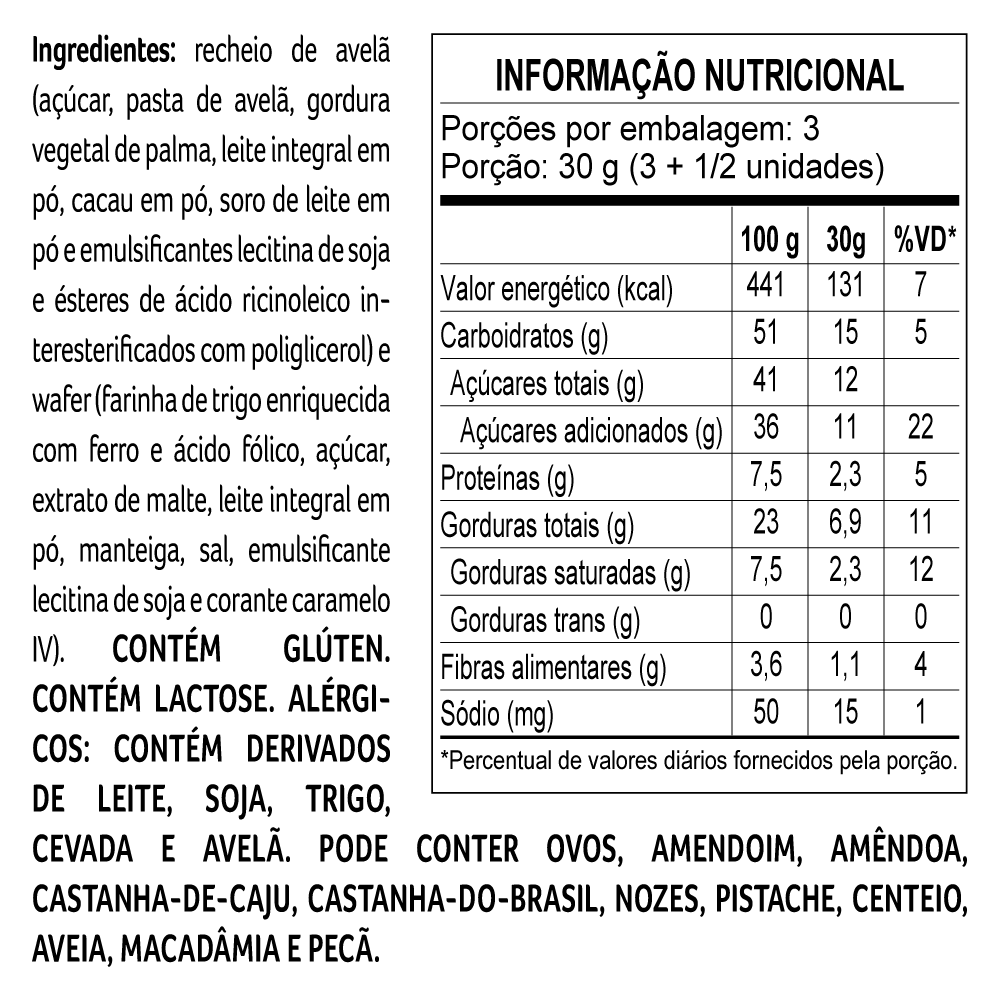 Ingredientes: recheio de avelã
(açúcar, pasta de avelã, gordura
vegetal de palma, leite integral em
pó, cacau em pó, soro de leite em
pó e emulsificantes lecitina de soja
e ésteres de ácido ricinoleico in-
teresterificados com poliglicerol) e
wafer (farinha de trigo enriquecida
com ferro e ácido fólico, açúcar,
extrato de malte, leite integral em
pó, manteiga, sal, emulsificante
lecitina de soja e corante caramelo
IV). CONTÉM GLÚTEN.
CONTÉM LACTOSE. ALÉRGI-
COS: CONTÉM DERIVADOS
DE LEITE, SOJA, TRIGO,
CEVADA E AVELÃ. PODE CONTER OVOS, AMENDOIM, AMÊNDOA,
CASTANHA-DE-CAJU, CASTANHA-DO-BRASIL, NOZES, PISTACHE, CENTEIO,
AVEIA, MACADÂMIA E PECÃ.
INFORMAÇÃO NUTRICIONAL
Porções por embalagem: 3
Porção: 30 g (3 + 1/2 unidades)
100 g 30g %VD*
Valor energético (kcal) 441 131 7
Carboidratos (g) 51 15 5
Açúcares totais (g) 41 12
Açúcares adicionados (g) 36 11 22
Proteínas (g) 7,5 2,3 5
Gorduras totais (g) 23 6,9 11
Gorduras saturadas (g) 7,5 2,3 12
Gorduras trans (g) 0 0 0
Fibras alimentares (g) 3,6 1,1 4
Sódio (mg) 50 15 1
*Percentual de valores diários fornecidos pela porção.